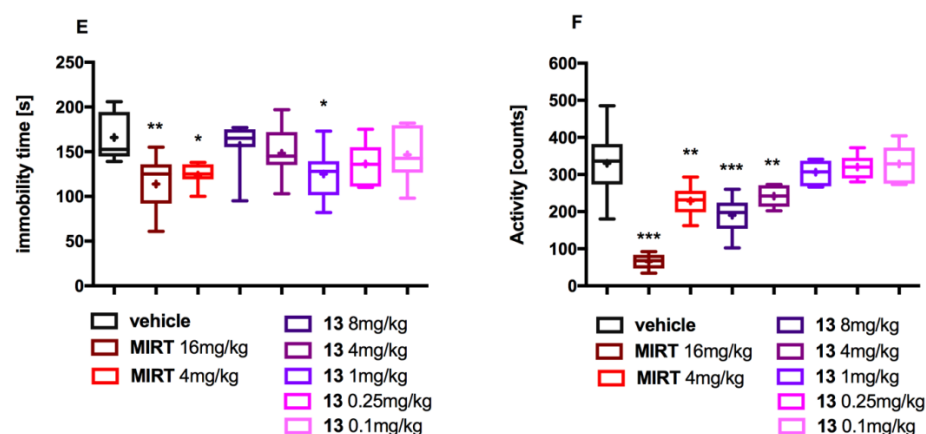 E
immobility time [s]
250
200
150
100
50
0
**
*
*
vehicle
MIRT 16mg/kg
MIRT 4mg/kg
13 8mg/kg
13 4mg/kg
13 1mg/kg
13 0.25mg/kg
13 0.1mg/kg
F
Activity [counts]
600
500
400
300
200
100
0
***
**
***
**
vehicle
MIRT 16mg/kg
MIRT 4mg/kg
13 8mg/kg
13 4mg/kg
13 1mg/kg
13 0.25mg/kg
13 0.1mg/kg